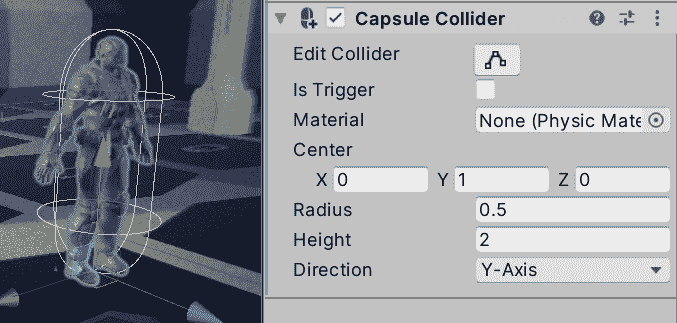 Capsule Collider
Edit Collider
Is Trigger
Material None (Physic Mate
Center
X 0 Y 1 Z 0
Radius 0.5
Height 2
Direction Y-Axis